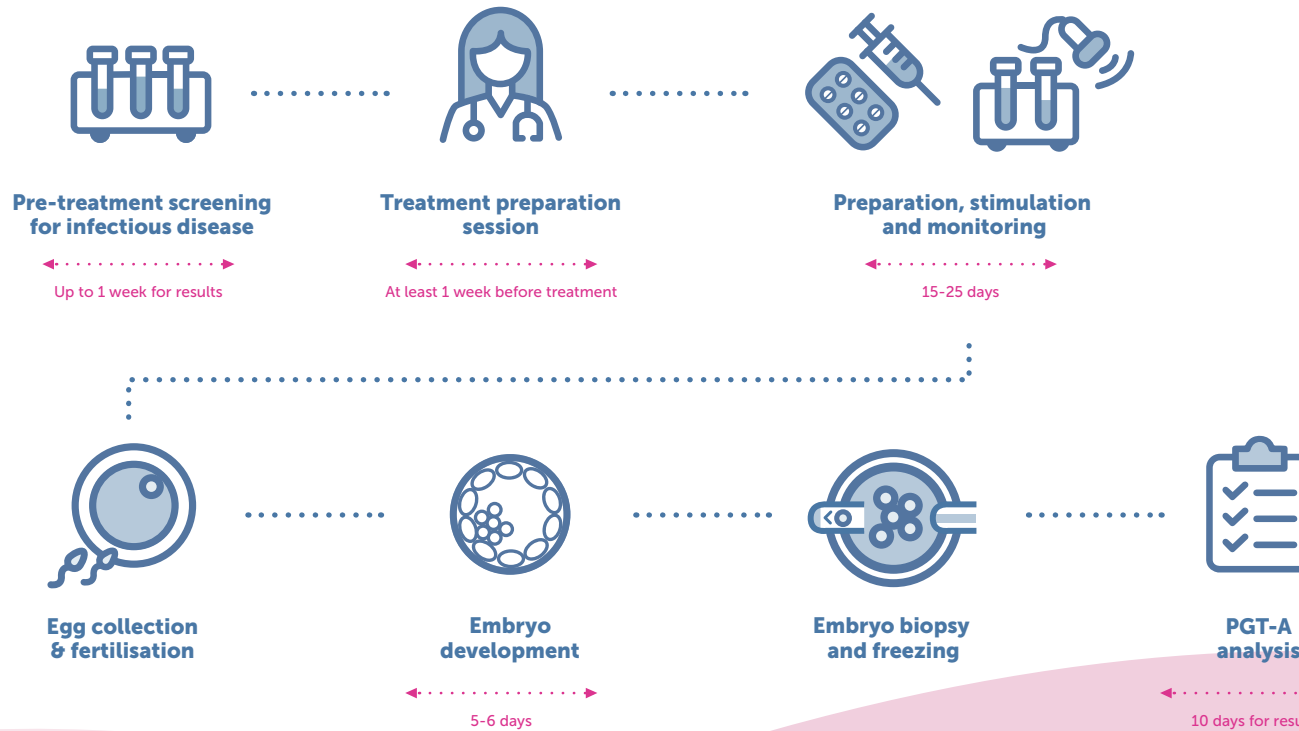 Pre-treatment screening
for infectious disease
Up to 1 week for results
Treatment preparation
session
At least 1 week before treatment
Preparation, stimulation
and monitoring
15-25 days
Egg collection
& fertilisation
Embryo
development
5-6 days
Embryo biopsy
and freezing
PGT-A
analysis
10 days for